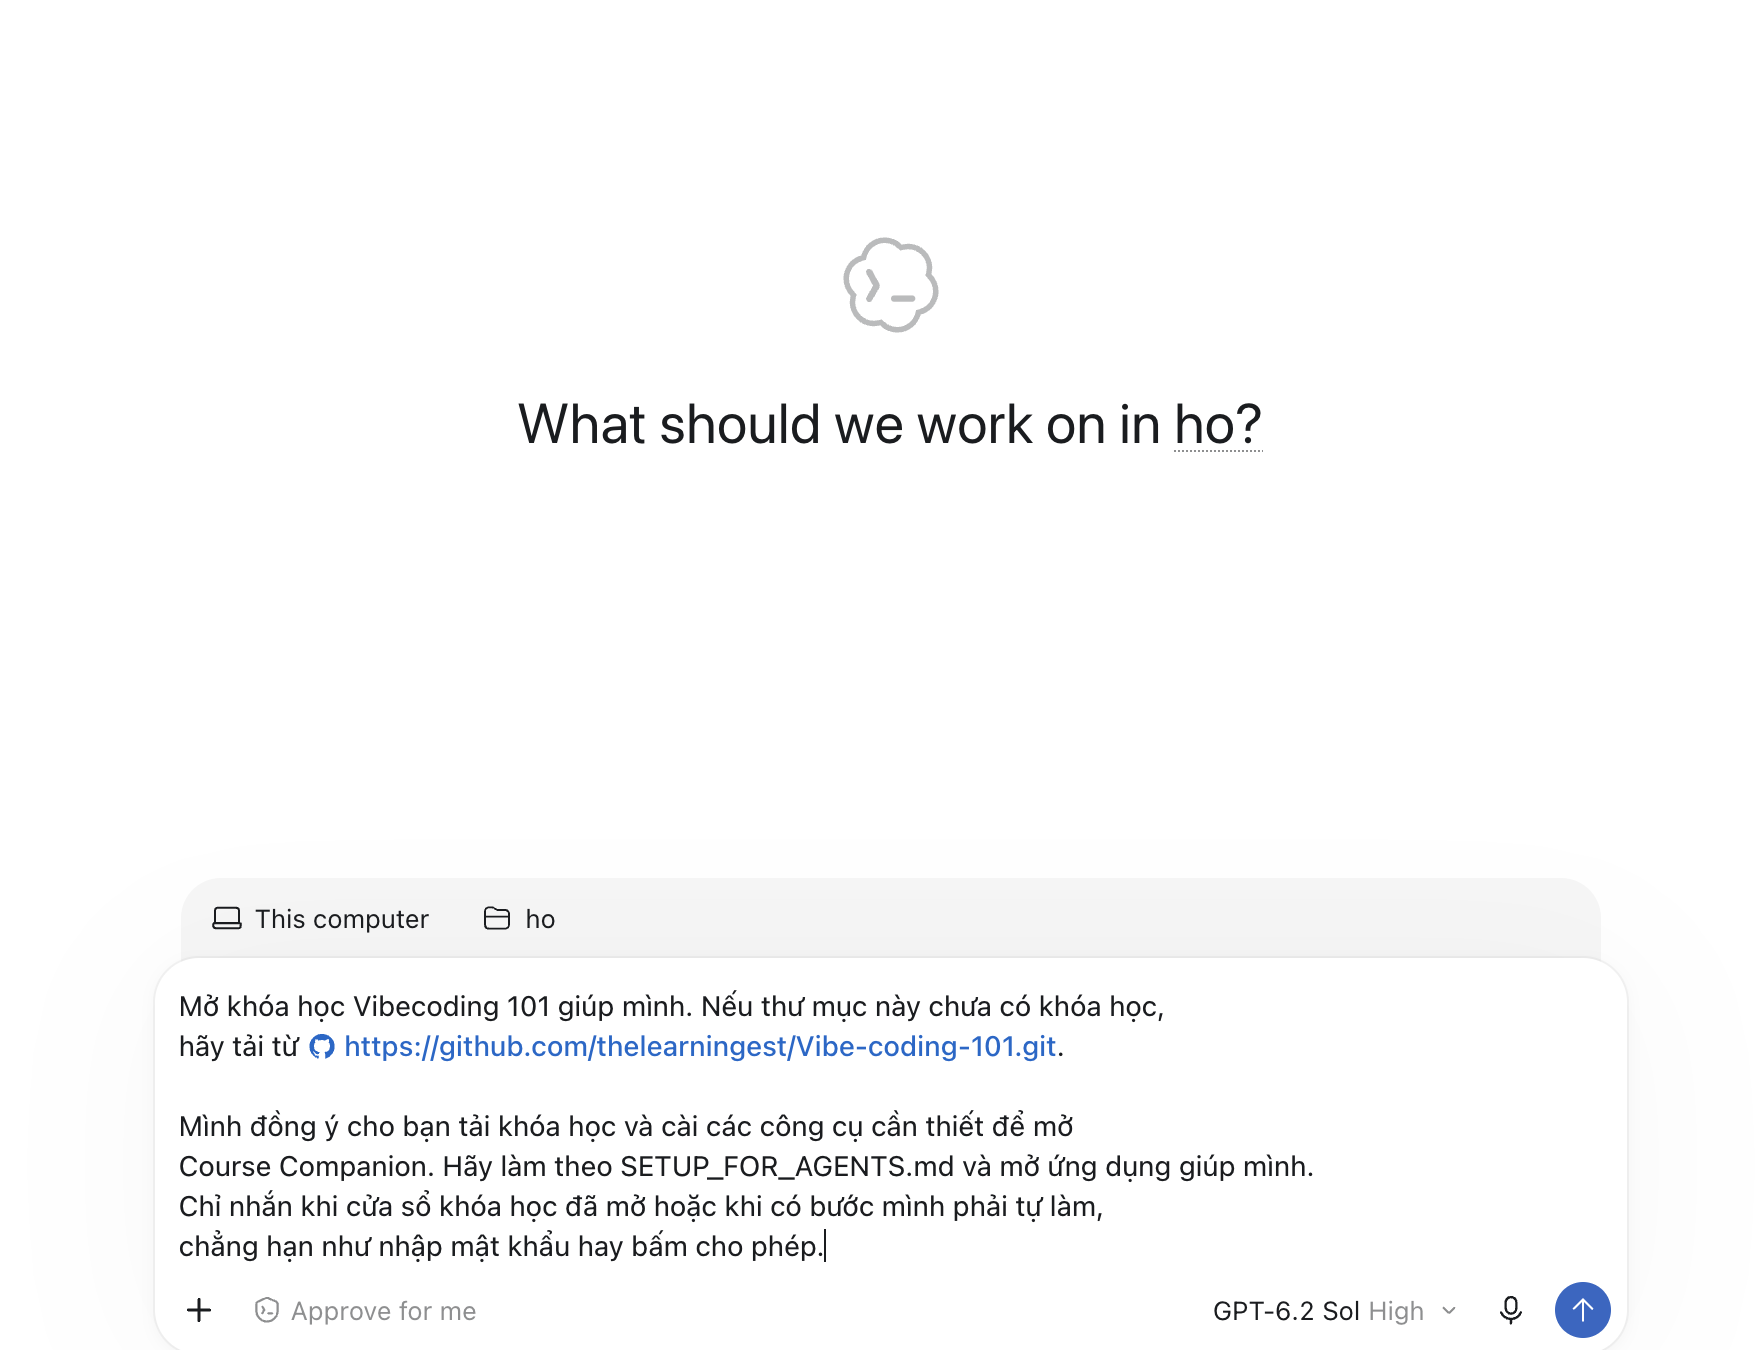 What should we work on in ho?
This computer
ho
Mở khóa học Vibecoding 101 giúp mình. Nếu thư mục này chưa có khóa học,
hãy tải từ https://github.com/thelearningest/Vibe-coding-101.git.
Mình đồng ý cho bạn tải khóa học và cài các công cụ cần thiết để mở
Course Companion. Hãy làm theo SETUP_FOR_AGENTS.md và mở ứng dụng giúp mình.
Chỉ nhắn khi cửa sổ khóa học đã mở hoặc khi có bước mình phải tự làm,
chẳng hạn như nhập mật khẩu hay bấm cho phép.
Approve for me
GPT-6.2 Sol High